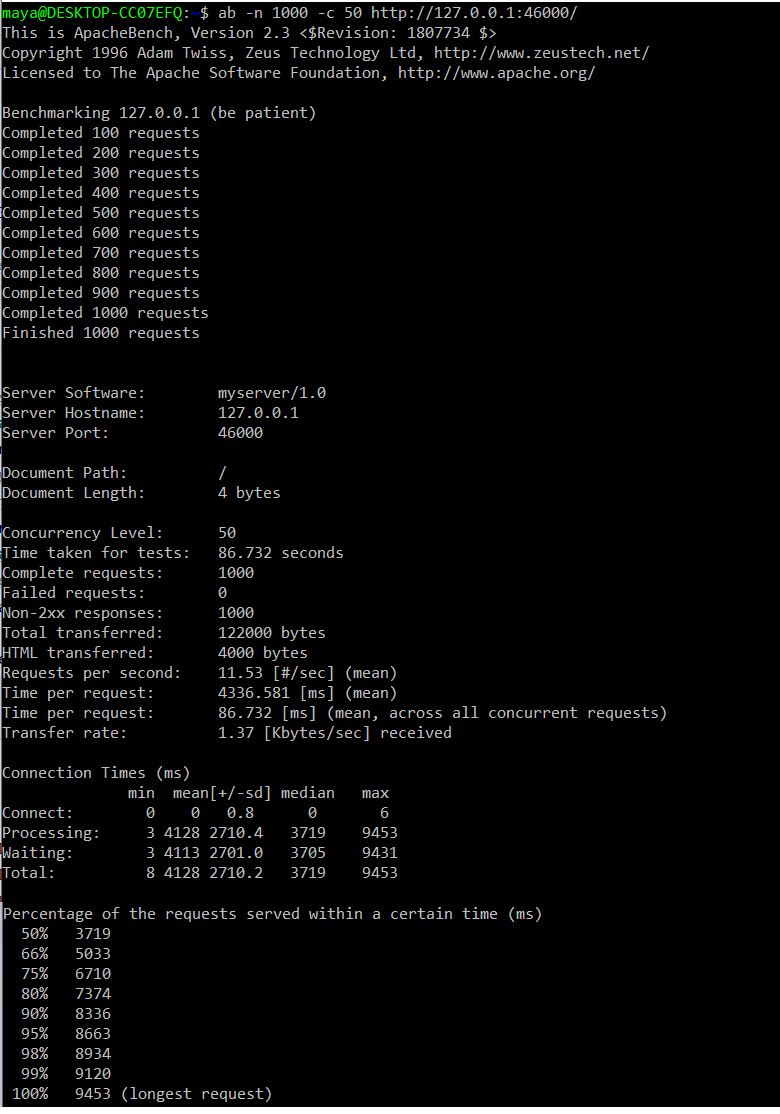 maya@DESKTOP-CC07EFQ:~$ ab -n 1000 -c 50 http://127.0.0.1:46000/
This is ApacheBench, Version 2.3 <$Revision: 1807734 $>
Copyright 1996 Adam Twiss, Zeus Technology Ltd, http://www.zeustech.net/
Licensed to The Apache Software Foundation, http://www.apache.org/

Benchmarking 127.0.0.1 (be patient)
Completed 100 requests
Completed 200 requests
Completed 300 requests
Completed 400 requests
Completed 500 requests
Completed 600 requests
Completed 700 requests
Completed 800 requests
Completed 900 requests
Completed 1000 requests
Finished 1000 requests


Server Software:        myserver/1.0
Server Hostname:        127.0.0.1
Server Port:            46000

Document Path:          /
Document Length:        4 bytes

Concurrency Level:      50
Time taken for tests:   86.732 seconds
Complete requests:      1000
Failed requests:        0
Non-2xx responses:      1000
Total transferred:      122000 bytes
HTML transferred:       4000 bytes
Requests per second:    11.53 [#/sec] (mean)
Time per request:       4336.581 [ms] (mean)
Time per request:       86.732 [ms] (mean, across all concurrent requests)
Transfer rate:          1.37 [Kbytes/sec] received

Connection Times (ms)
              min  mean[+/-sd] median   max
Connect:        0    0   0.8      0       6
Processing:     3 4128 2710.4   3719    9453
Waiting:        3 4113 2701.0   3705    9431
Total:          8 4128 2710.2   3719    9453

Percentage of the requests served within a certain time (ms)
  50%   3719
  66%   5033
  75%   6710
  80%   7374
  90%   8336
  95%   8663
  98%   8934
  99%   9120
 100%   9453 (longest request)